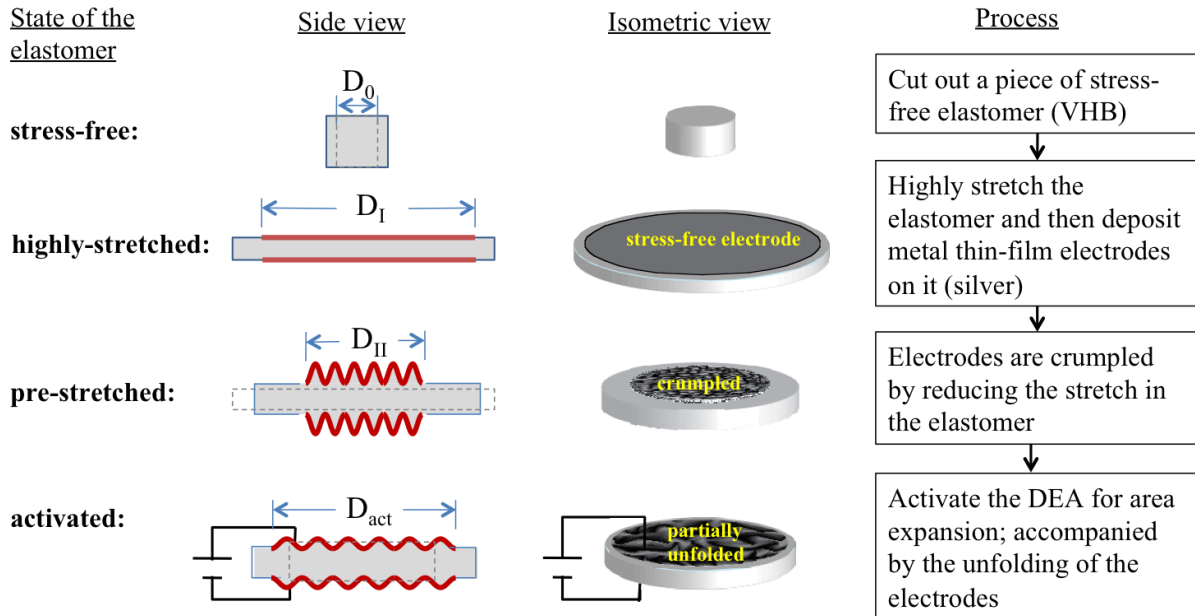 State of the
elastomer
Side view
Isometric view
Process
stress-free:
D₀
Cut out a piece of stress-
free elastomer (VHB)
highly-stretched:
D_I
stress-free electrode
Highly stretch the
elastomer and then deposit
metal thin-film electrodes
on it (silver)
pre-stretched:
D_II
crumpled
Electrodes are crumpled
by reducing the stretch in
the elastomer
activated:
D_act
partially
unfolded
Activate the DEA for area
expansion; accompanied
by the unfolding of the
electrodes